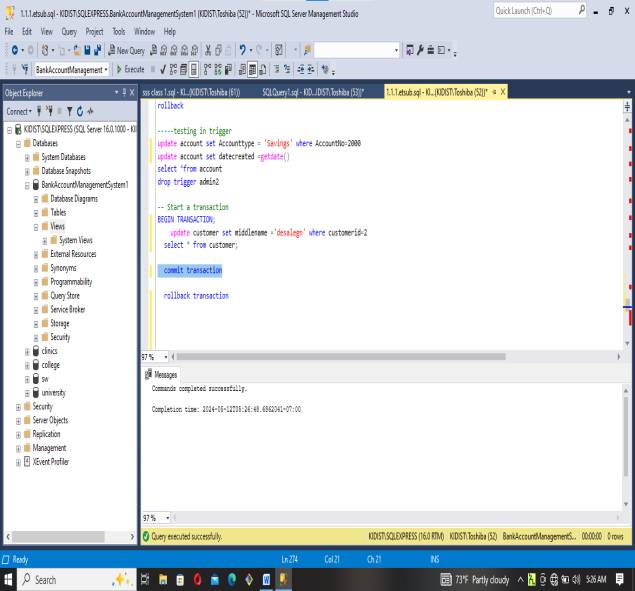 1.1.1.etsub.sql - KIDIST\SQLEXPRESS.BankAccountManagementSystem1 (KIDIST\Toshiba (52))* - Microsoft SQL Server Management Studio
Quick Launch (Ctrl+Q)
File Edit View Query Project Tools Window Help
New Query
BankAccountManagement
Execute
Object Explorer
sss class 1.sql - KI...(KIDIST\Toshiba (61))
SQLQuery1.sql - KID...IDIST\Toshiba (53))*
1.1.1.etsub.sql - KI...(KIDIST\Toshiba (52))*
Connect
KIDIST\SQLEXPRESS (SQL Server 16.0.1000 - KI
Databases
System Databases
Database Snapshots
BankAccountManagementSystem1
Database Diagrams
Tables
Views
System Views
External Resources
Synonyms
Programmability
Query Store
Service Broker
Storage
Security
clinics
college
sw
university
Security
Server Objects
Replication
Management
XEvent Profiler
rollback
-----testing in trigger
update account set Accounttype = 'Savings' where AccountNo=2000
update account set datecreated =getdate()
select *from account
drop trigger admin2
-- Start a transaction
BEGIN TRANSACTION;
update customer set middlename ='desalegn' where customerid=2
select * from customer;
commit transaction
rollback transaction
97 %
Messages
Commands completed successfully.
Completion time: 2024-05-12T05:26:48.6862041-07:00
97 %
Query executed successfully.
KIDIST\SQLEXPRESS (16.0 RTM)
KIDIST\Toshiba (52)
BankAccountManagementS...
00:00:00
0 rows
Ready
Ln 274
Col 21
Ch 21
INS
Search
73°F Partly cloudy
5:26 AM